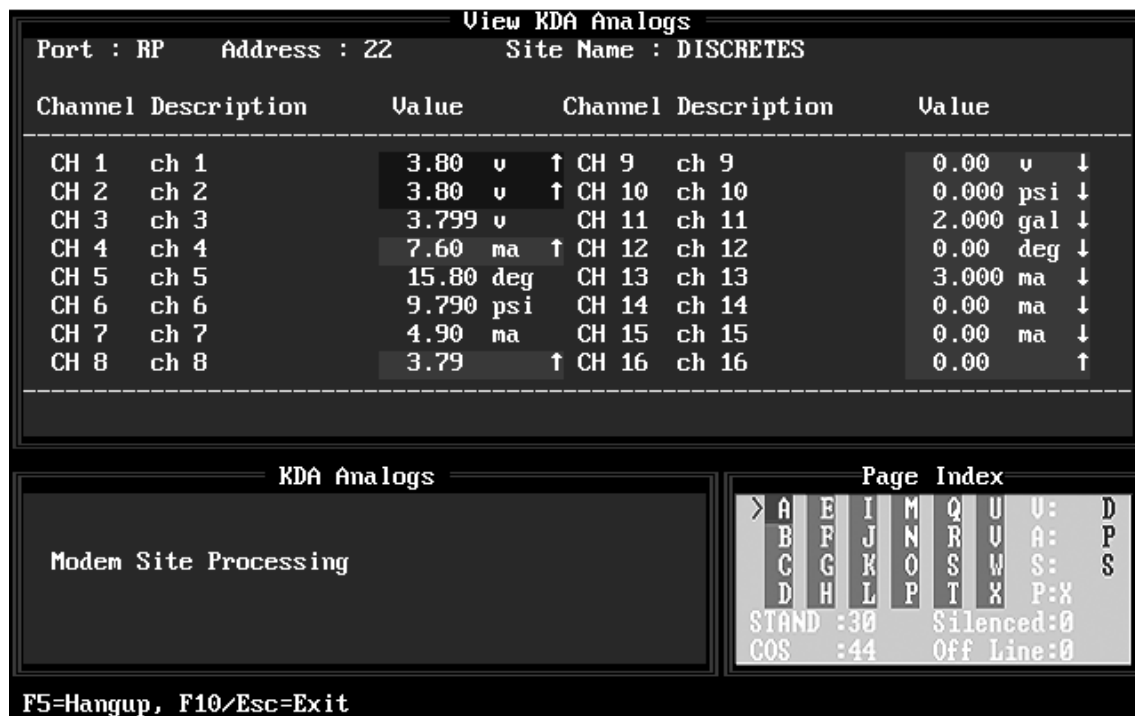 View KDA Analogs
Port : RP Address : 22 Site Name : DISCRETES
Channel Description Value Channel Description Value
CH 1 ch 1 3.80 v ↑ CH 9 ch 9 0.00 v ↓
CH 2 ch 2 3.80 v ↑ CH 10 ch 10 0.000 psi ↓
CH 3 ch 3 3.799 v CH 11 ch 11 2.000 gal ↓
CH 4 ch 4 7.60 ma ↑ CH 12 ch 12 0.00 deg ↓
CH 5 ch 5 15.80 deg CH 13 ch 13 3.000 ma ↓
CH 6 ch 6 9.790 psi CH 14 ch 14 0.00 ma ↓
CH 7 ch 7 4.90 ma CH 15 ch 15 0.00 ma ↓
CH 8 ch 8 3.79 ↑ CH 16 ch 16 0.00 ↑
KDA Analogs
Modem Site Processing
Page Index
> A E I M Q U V: D
B F J N R V A: P
C G K O S W S: S
D H L P T X P:X
STAND :30 Silenced:0
COS :44 Off Line:0
F5=Hangup, F10/Esc=Exit